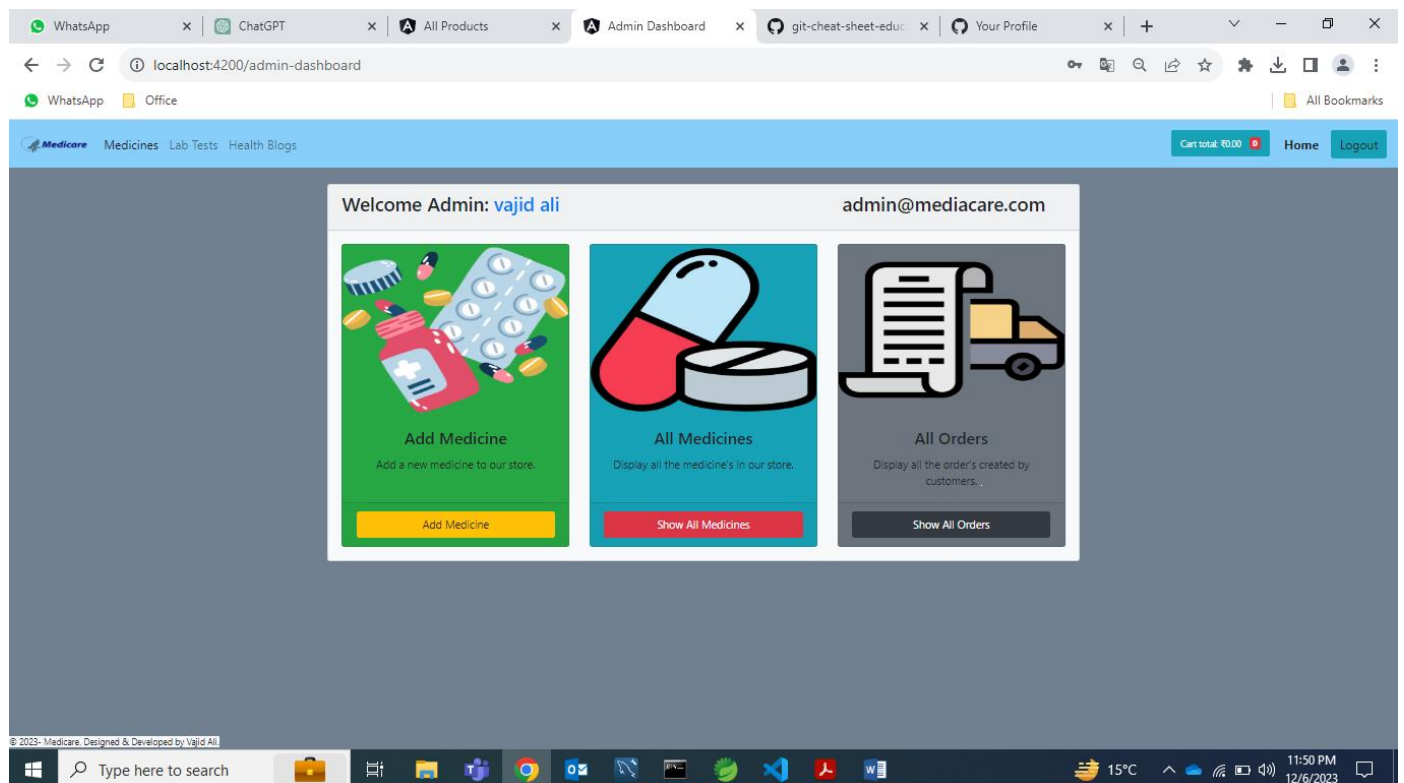 WhatsApp ChatGPT All Products Admin Dashboard git-cheat-sheet-educ Your Profile
localhost:4200/admin-dashboard
WhatsApp Office All Bookmarks
Medicare Medicines Lab Tests Health Blogs Cart total: ₹0.00 0 Home Logout
Welcome Admin: vajid ali admin@mediacare.com
Add Medicine All Medicines All Orders
Add a new medicine to our store. Display all the medicine's in our store. Display all the order's created by
customers..
Add Medicine Show All Medicines Show All Orders
© 2023- Medicare. Designed & Developed by Vajid Ali.
Type here to search 15°C 11:50 PM
12/6/2023